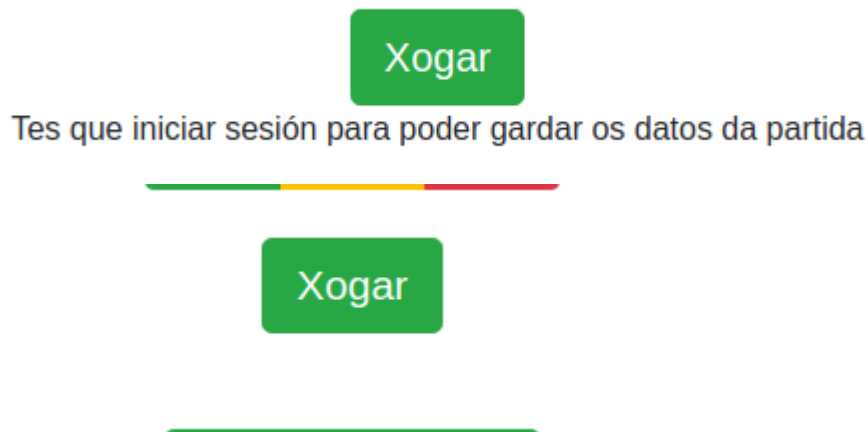 Xogar
Tes que iniciar sesión para poder gardar os datos da partida
Xogar